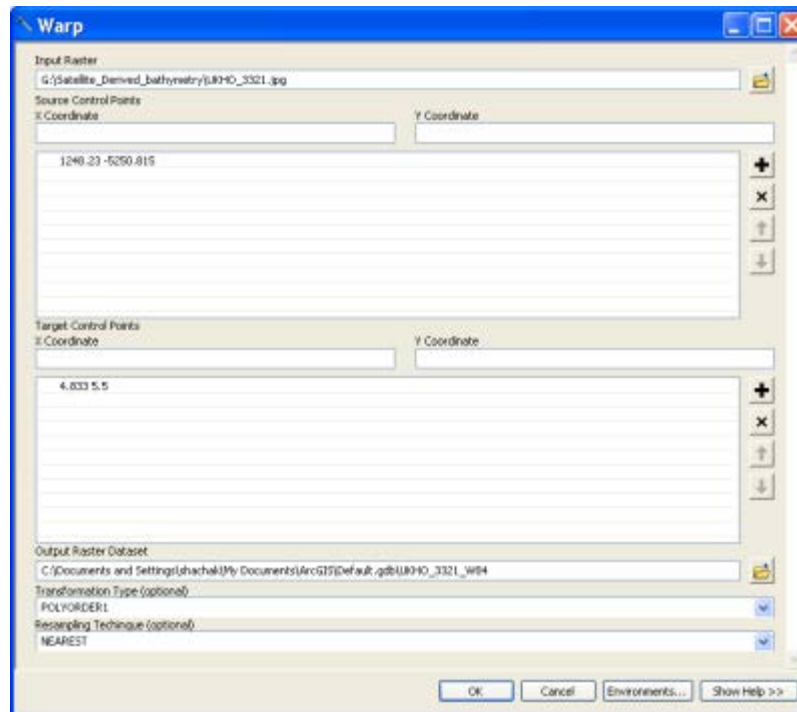 Warp
Input Raster
G:\Satellite_Derived_bathymetry\UKHO_3321.jpg
Source Control Points
X Coordinate Y Coordinate
1248.23 -5250.815
Target Control Points
X Coordinate Y Coordinate
4.833 5.5
Output Raster Dataset
C:\Documents and Settings\shachak\My Documents\ArcGIS\Default.gdb\UKHO_3321_W84
Transformation Type (optional)
POLYORDER1
Resampling Techinque (optional)
NEAREST
OK Cancel Environments... Show Help >>